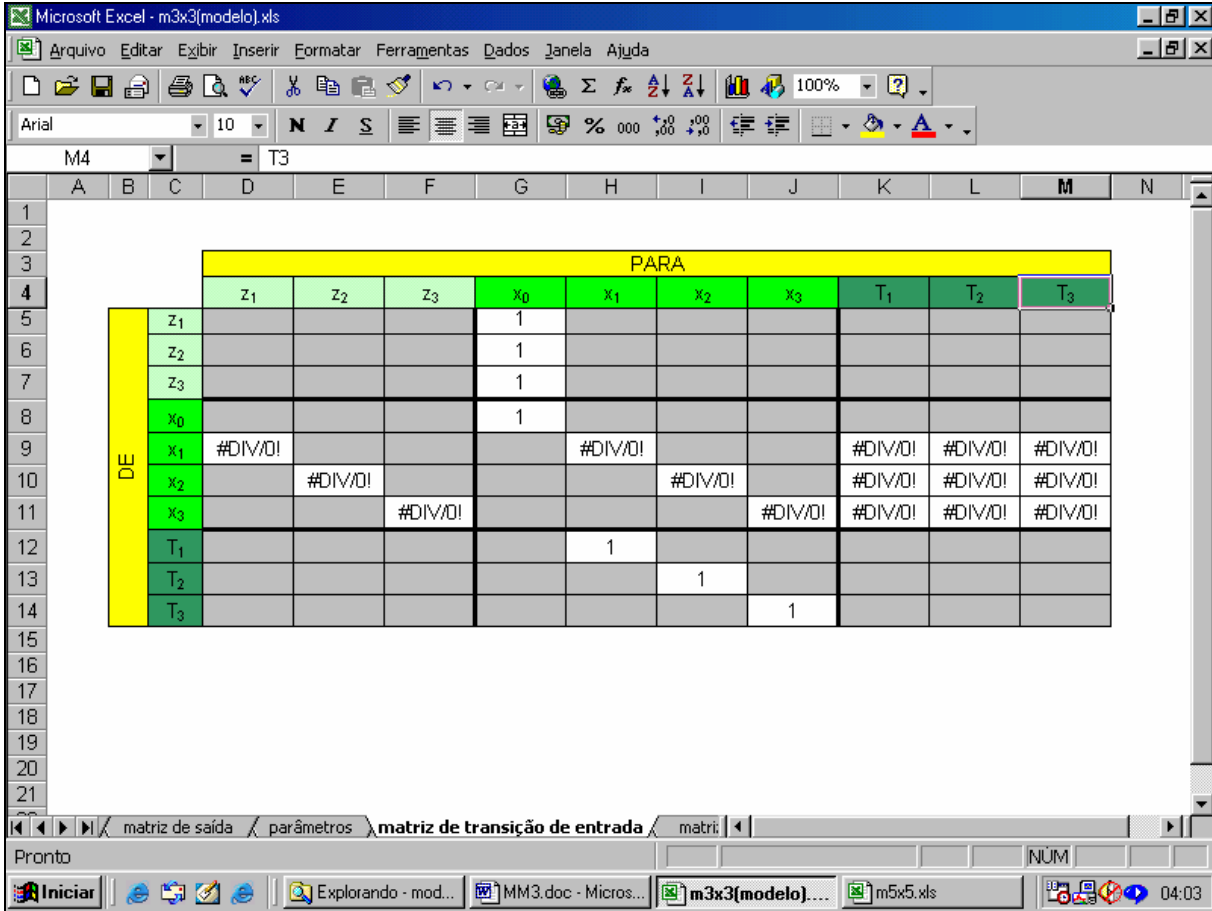 Microsoft Excel - m3x3(modelo).xls
Arquivo Editar Exibir Inserir Formatar Ferramentas Dados Janela Ajuda
ABC Σ fx 100%
Arial 10 N I S % 000
M4 = T3
A B C D E F G H I J K L M N
1
2
3 PARA
4 z1 z2 z3 x0 x1 x2 x3 T1 T2 T3
5 z1 1
6 z2 1
7 z3 1
8 x0 1
9 x1 #DIV/0! #DIV/0! #DIV/0! #DIV/0! #DIV/0!
DE
10 x2 #DIV/0! #DIV/0! #DIV/0! #DIV/0! #DIV/0!
11 x3 #DIV/0! #DIV/0! #DIV/0! #DIV/0! #DIV/0!
12 T1 1
13 T2 1
14 T3 1
15
16
17
18
19
20
21
matriz de saída parâmetros matriz de transição de entrada matri:
Pronto NÚM
Iniciar Explorando - mod... MM3.doc - Micros... m3x3(modelo).... m5x5.xls 04:03